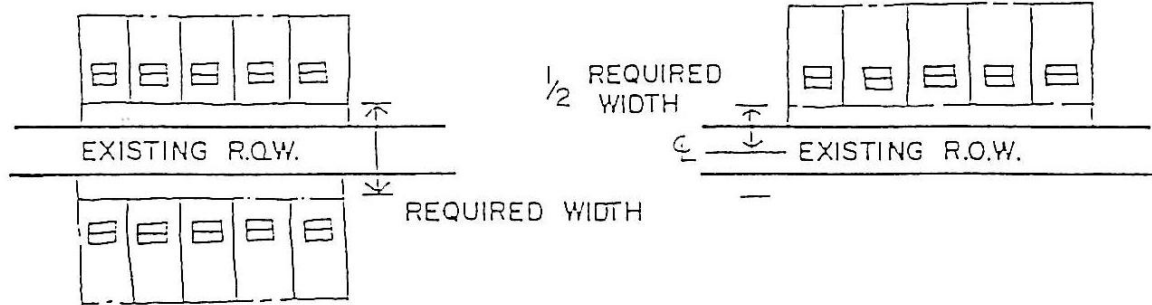 EXISTING R.O.W.
REQUIRED WIDTH
1/2 REQUIRED
WIDTH
℄ EXISTING R.O.W.